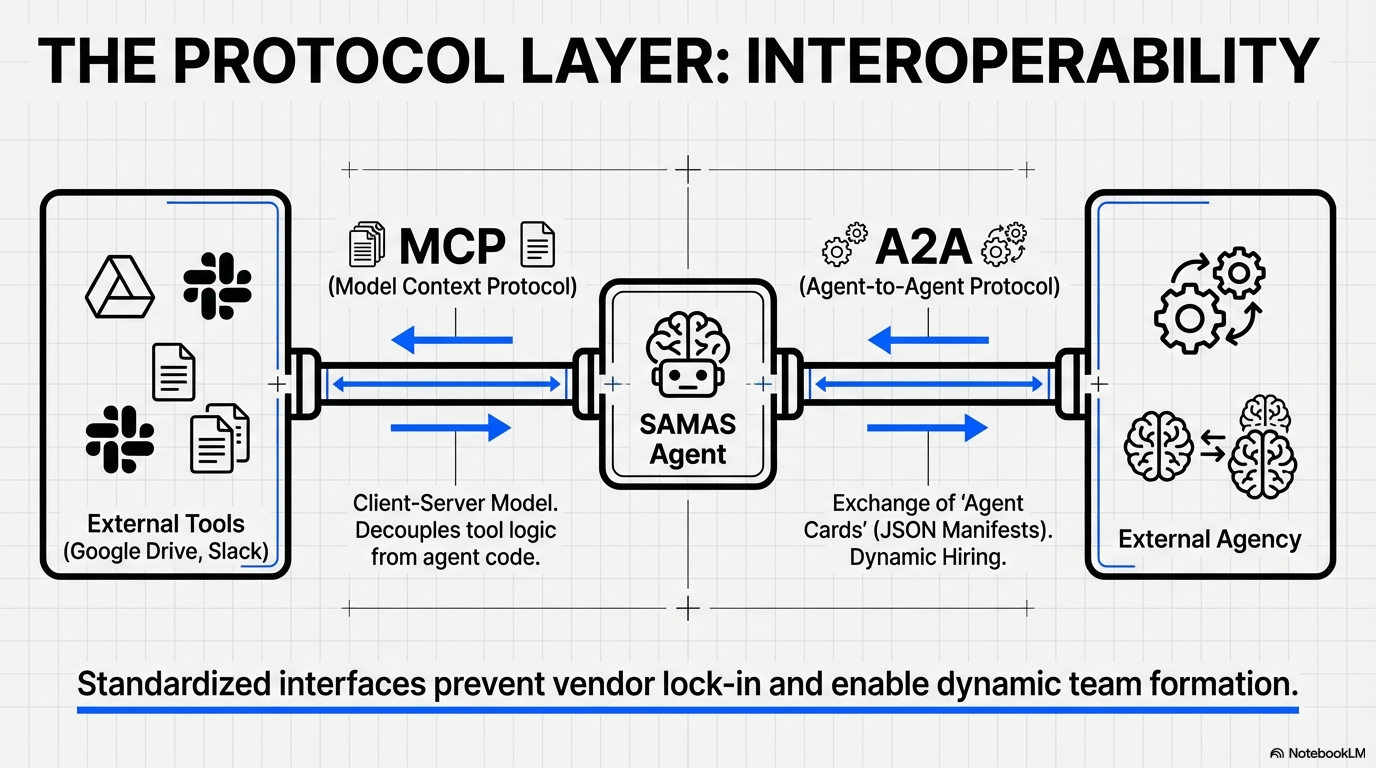 THE PROTOCOL LAYER: INTEROPERABILITY
MCP
(Model Context Protocol)
A2A
(Agent-to-Agent Protocol)
SAMAS
Agent
External Tools
(Google Drive, Slack)
Client-Server Model.
Decouples tool logic
from agent code.
Exchange of ‘Agent
Cards’ (JSON Manifests).
Dynamic Hiring.
External Agency
Standardized interfaces prevent vendor lock-in and enable dynamic team formation.
NotebookLM